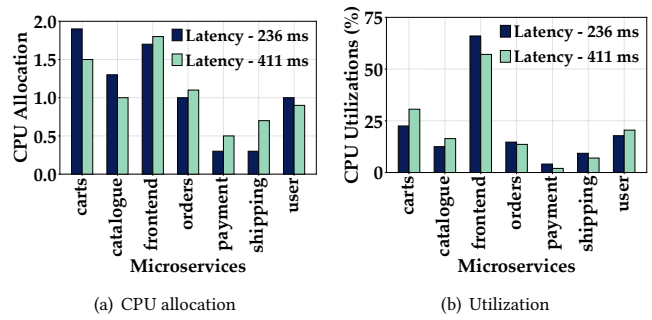 2.0
1.5
1.0
0.5
0.0
CPU Allocation
Latency - 236 ms
Latency - 411 ms
carts
catalogue
frontend
orders
payment
shipping
user
Microservices
(a) CPU allocation
75
50
25
0
CPU Utilizations (%)
Latency - 236 ms
Latency - 411 ms
carts
catalogue
frontend
orders
payment
shipping
user
Microservices
(b) Utilization